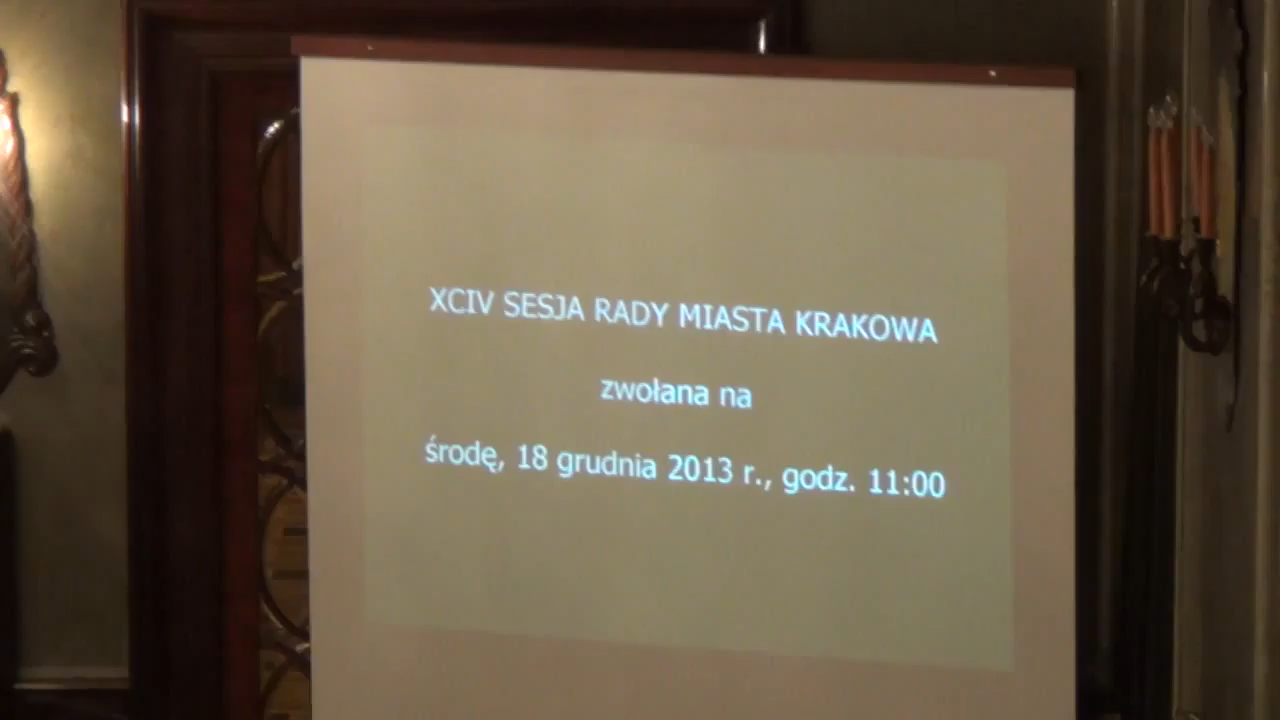 XCIV SESJA RADY MIASTA KRAKOWA
zwołana na
środę, 18 grudnia 2013 r., godz. 11:00